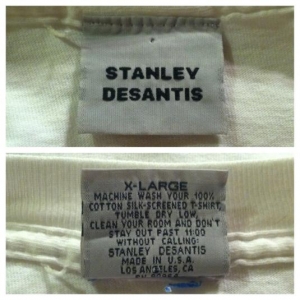 STANLEY
DESANTIS
X-LARGE
MACHINE WASH YOUR 100%
COTTON SILK-SCREENED T-SHIRT,
TUMBLE DRY LOW,
CLEAN YOUR ROOM AND DON'T
STAY OUT PAST 11:00
WITHOUT CALLING:
STANLEY DESANTIS
MADE IN U.S.A.
LOS ANGELES, CA